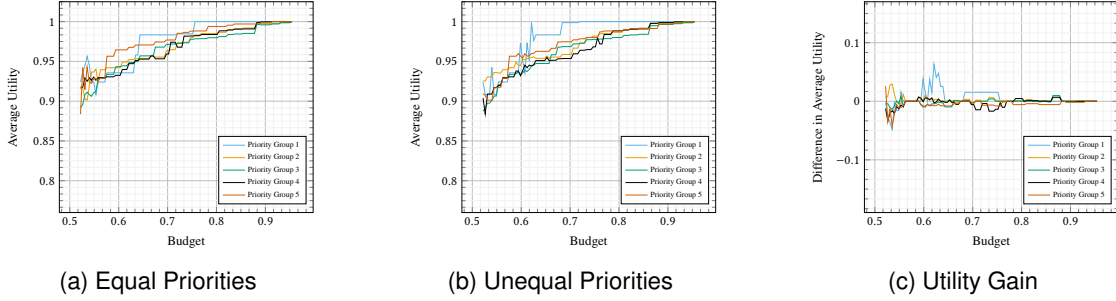 1
0.95
0.9
0.85
0.8
Average Utility
0.5 0.6 0.7 0.8 0.9
Budget
Priority Group 1
Priority Group 2
Priority Group 3
Priority Group 4
Priority Group 5
(a) Equal Priorities
1
0.95
0.9
0.85
0.8
Average Utility
0.5 0.6 0.7 0.8 0.9
Budget
Priority Group 1
Priority Group 2
Priority Group 3
Priority Group 4
Priority Group 5
(b) Unequal Priorities
0.1
0
−0.1
Difference in Average Utility
0.5 0.6 0.7 0.8 0.9
Budget
Priority Group 1
Priority Group 2
Priority Group 3
Priority Group 4
Priority Group 5
(c) Utility Gain